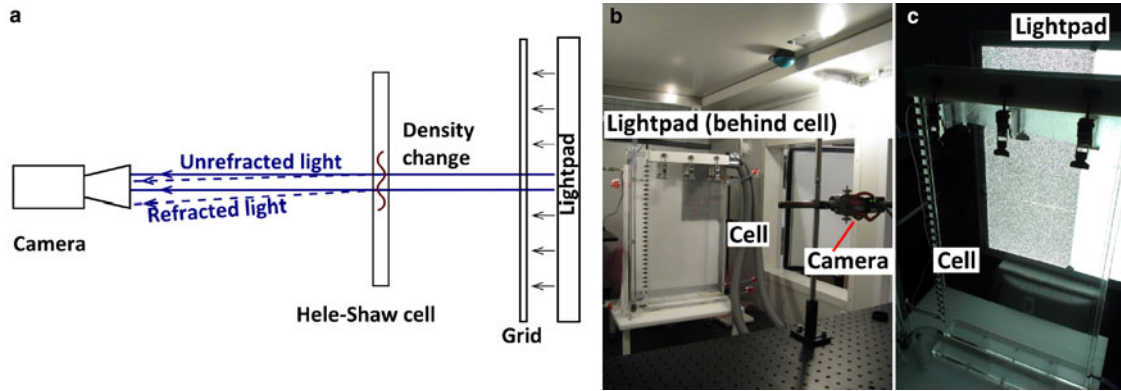 a
Unrefracted light
Refracted light
Camera
Density
change
Hele-Shaw cell
Grid
Lightpad
b
Lightpad (behind cell)
Cell
Camera
c
Lightpad
Cell